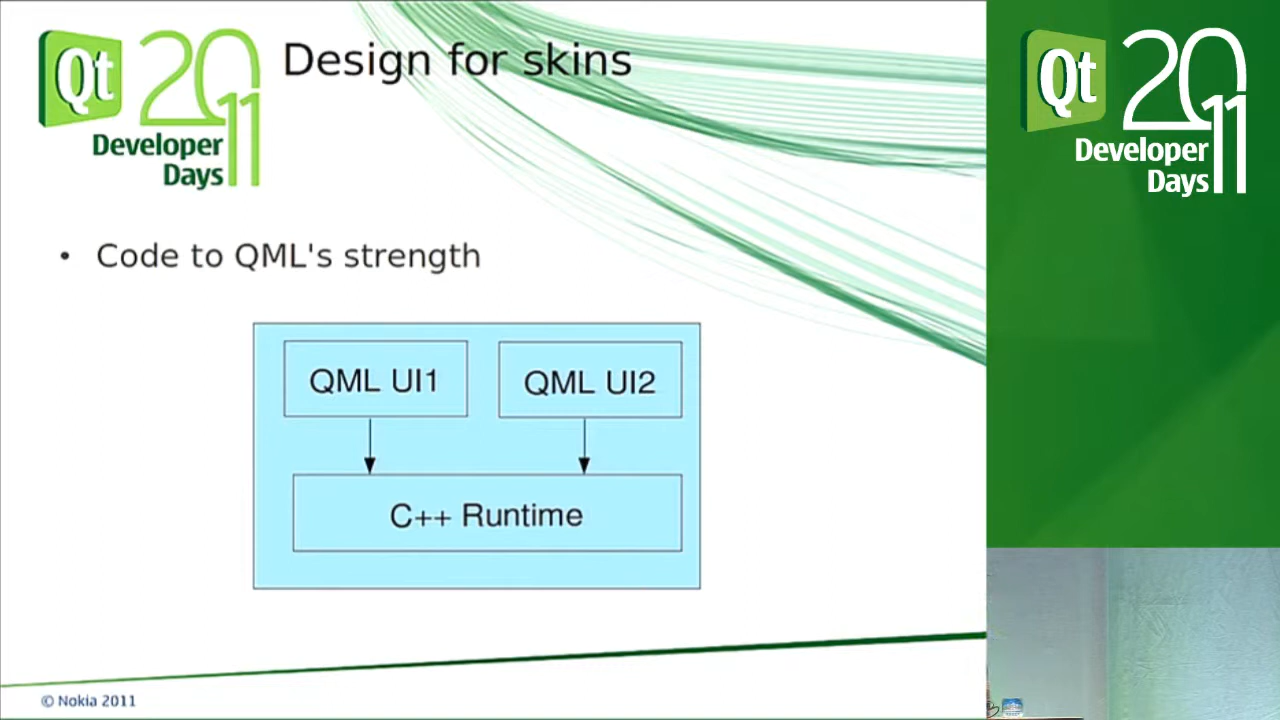 Qt 2011
Developer
Days
Design for skins
• Code to QML's strength
QML UI1
QML UI2
C++ Runtime
© Nokia 2011
Qt 2011
Developer
Days